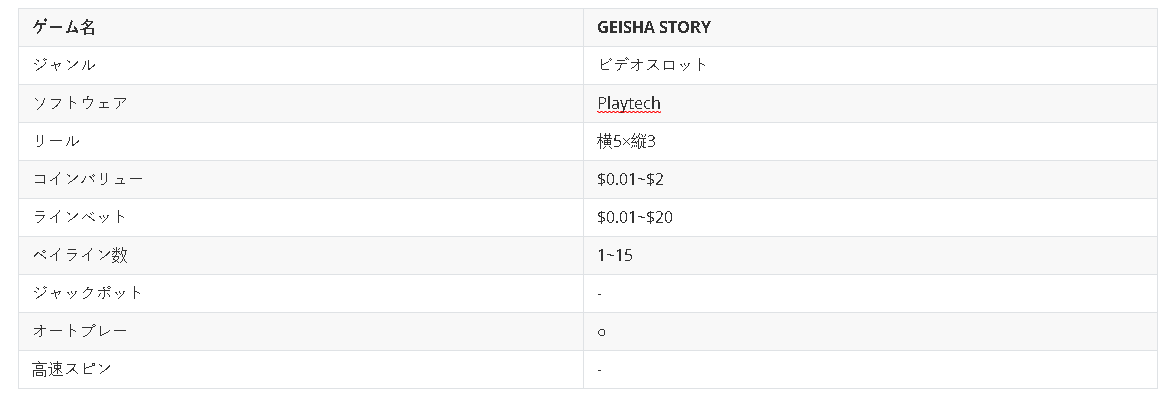 ゲーム名 GEISHA STORY
ジャンル ビデオスロット
ソフトウェア Playtech
リール 横5×縦3
コインバリュー $0.01~$2
ラインベット $0.01~$20
ペイライン数 1~15
ジャックポット -
オートプレー ○
高速スピン -